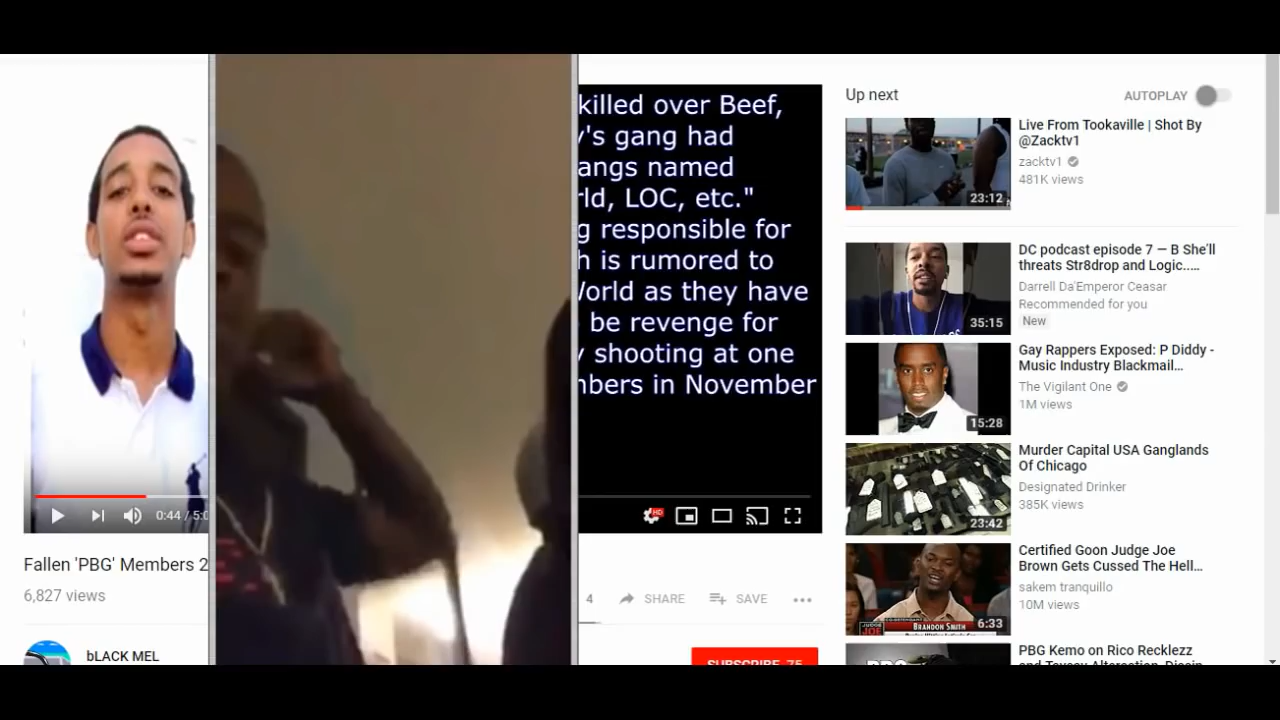 killed over Beef,
y's gang had
angs named
rld, LOC, etc."
g responsible for
h is rumored to
World as they have
be revenge for
y shooting at one
mbers in November
0:44 / 5:0
Fallen 'PBG' Members 2
6,827 views
4
SHARE
SAVE
bLACK MEL
SUBSCRIBE 75
HD
Up next
AUTOPLAY
Live From Tookaville | Shot By
@Zacktv1
zacktv1
481K views
23:12
DC podcast episode 7 — B She'll
threats Str8drop and Logic.....
Darrell Da'Emperor Ceasar
Recommended for you
New
35:15
Gay Rappers Exposed: P Diddy -
Music Industry Blackmail...
The Vigilant One
1M views
15:28
Murder Capital USA Ganglands
Of Chicago
Designated Drinker
385K views
23:42
Certified Goon Judge Joe
Brown Gets Cussed The Hell...
sakem tranquillo
10M views
6:33
JUDGE
JOE
BRANDON SMITH
PBG Kemo on Rico Recklezz